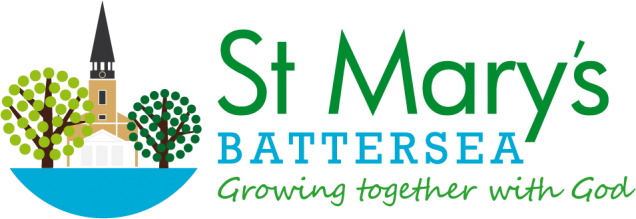 St Mary's
BATTERSEA
Growing together with God